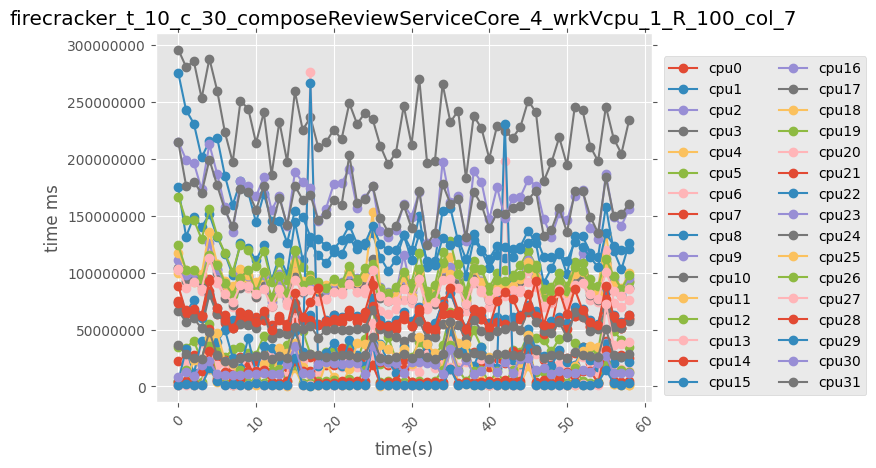 firecracker_t_10_c_30_composeReviewServiceCore_4_wrkVcpu_1_R_100_col_7
300000000
250000000
200000000
150000000
100000000
50000000
0
time ms
0 10 20 30 40 50 60
time(s)
cpu0 cpu16
cpu1 cpu17
cpu2 cpu18
cpu3 cpu19
cpu4 cpu20
cpu5 cpu21
cpu6 cpu22
cpu7 cpu23
cpu8 cpu24
cpu9 cpu25
cpu10 cpu26
cpu11 cpu27
cpu12 cpu28
cpu13 cpu29
cpu14 cpu30
cpu15 cpu31